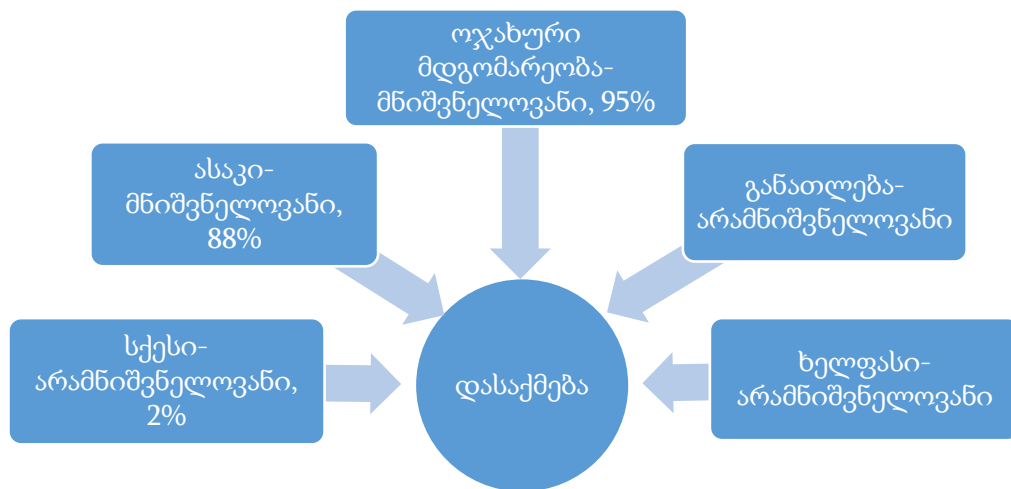 ოჯახური
მდგომარეობა-
მნიშვნელოვანი, 95%
ასაკი-
მნიშვნელოვანი,
88%
განათლება-
არამნიშვნელოვანი
სქესი-
არამნიშვნელოვანი,
2%
დასაქმება
ხელფასი-
არამნიშვნელოვანი